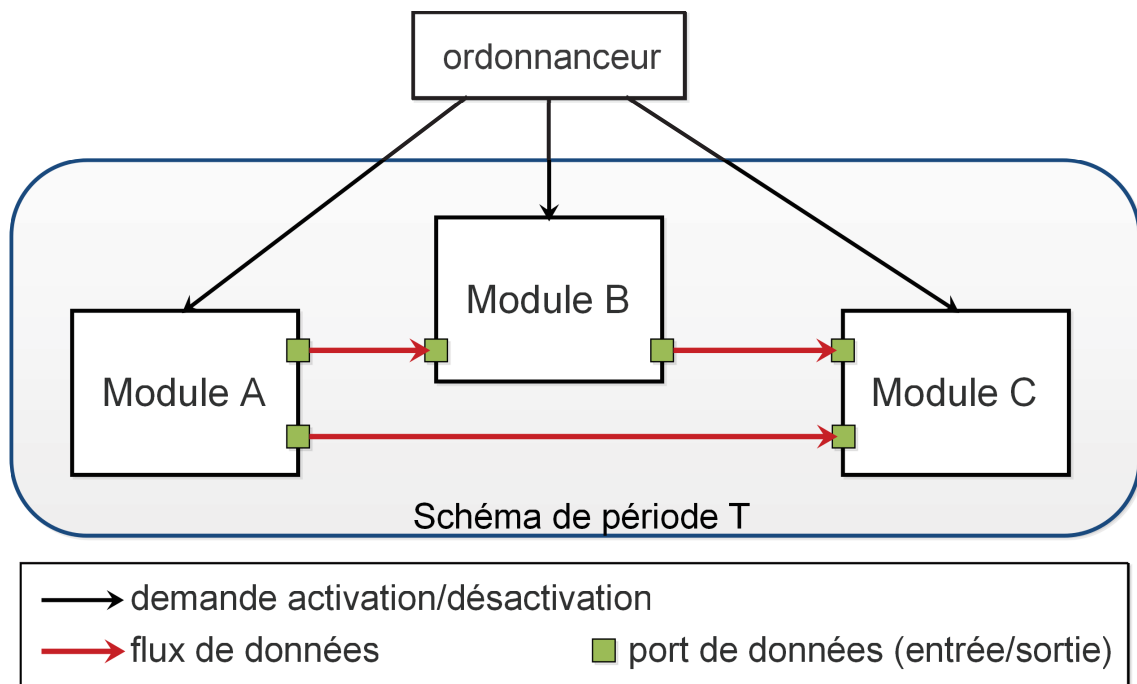 ordonnanceur
Module B
Module A
Module C
Schéma de période T
demande activation/désactivation
flux de données
port de données (entrée/sortie)